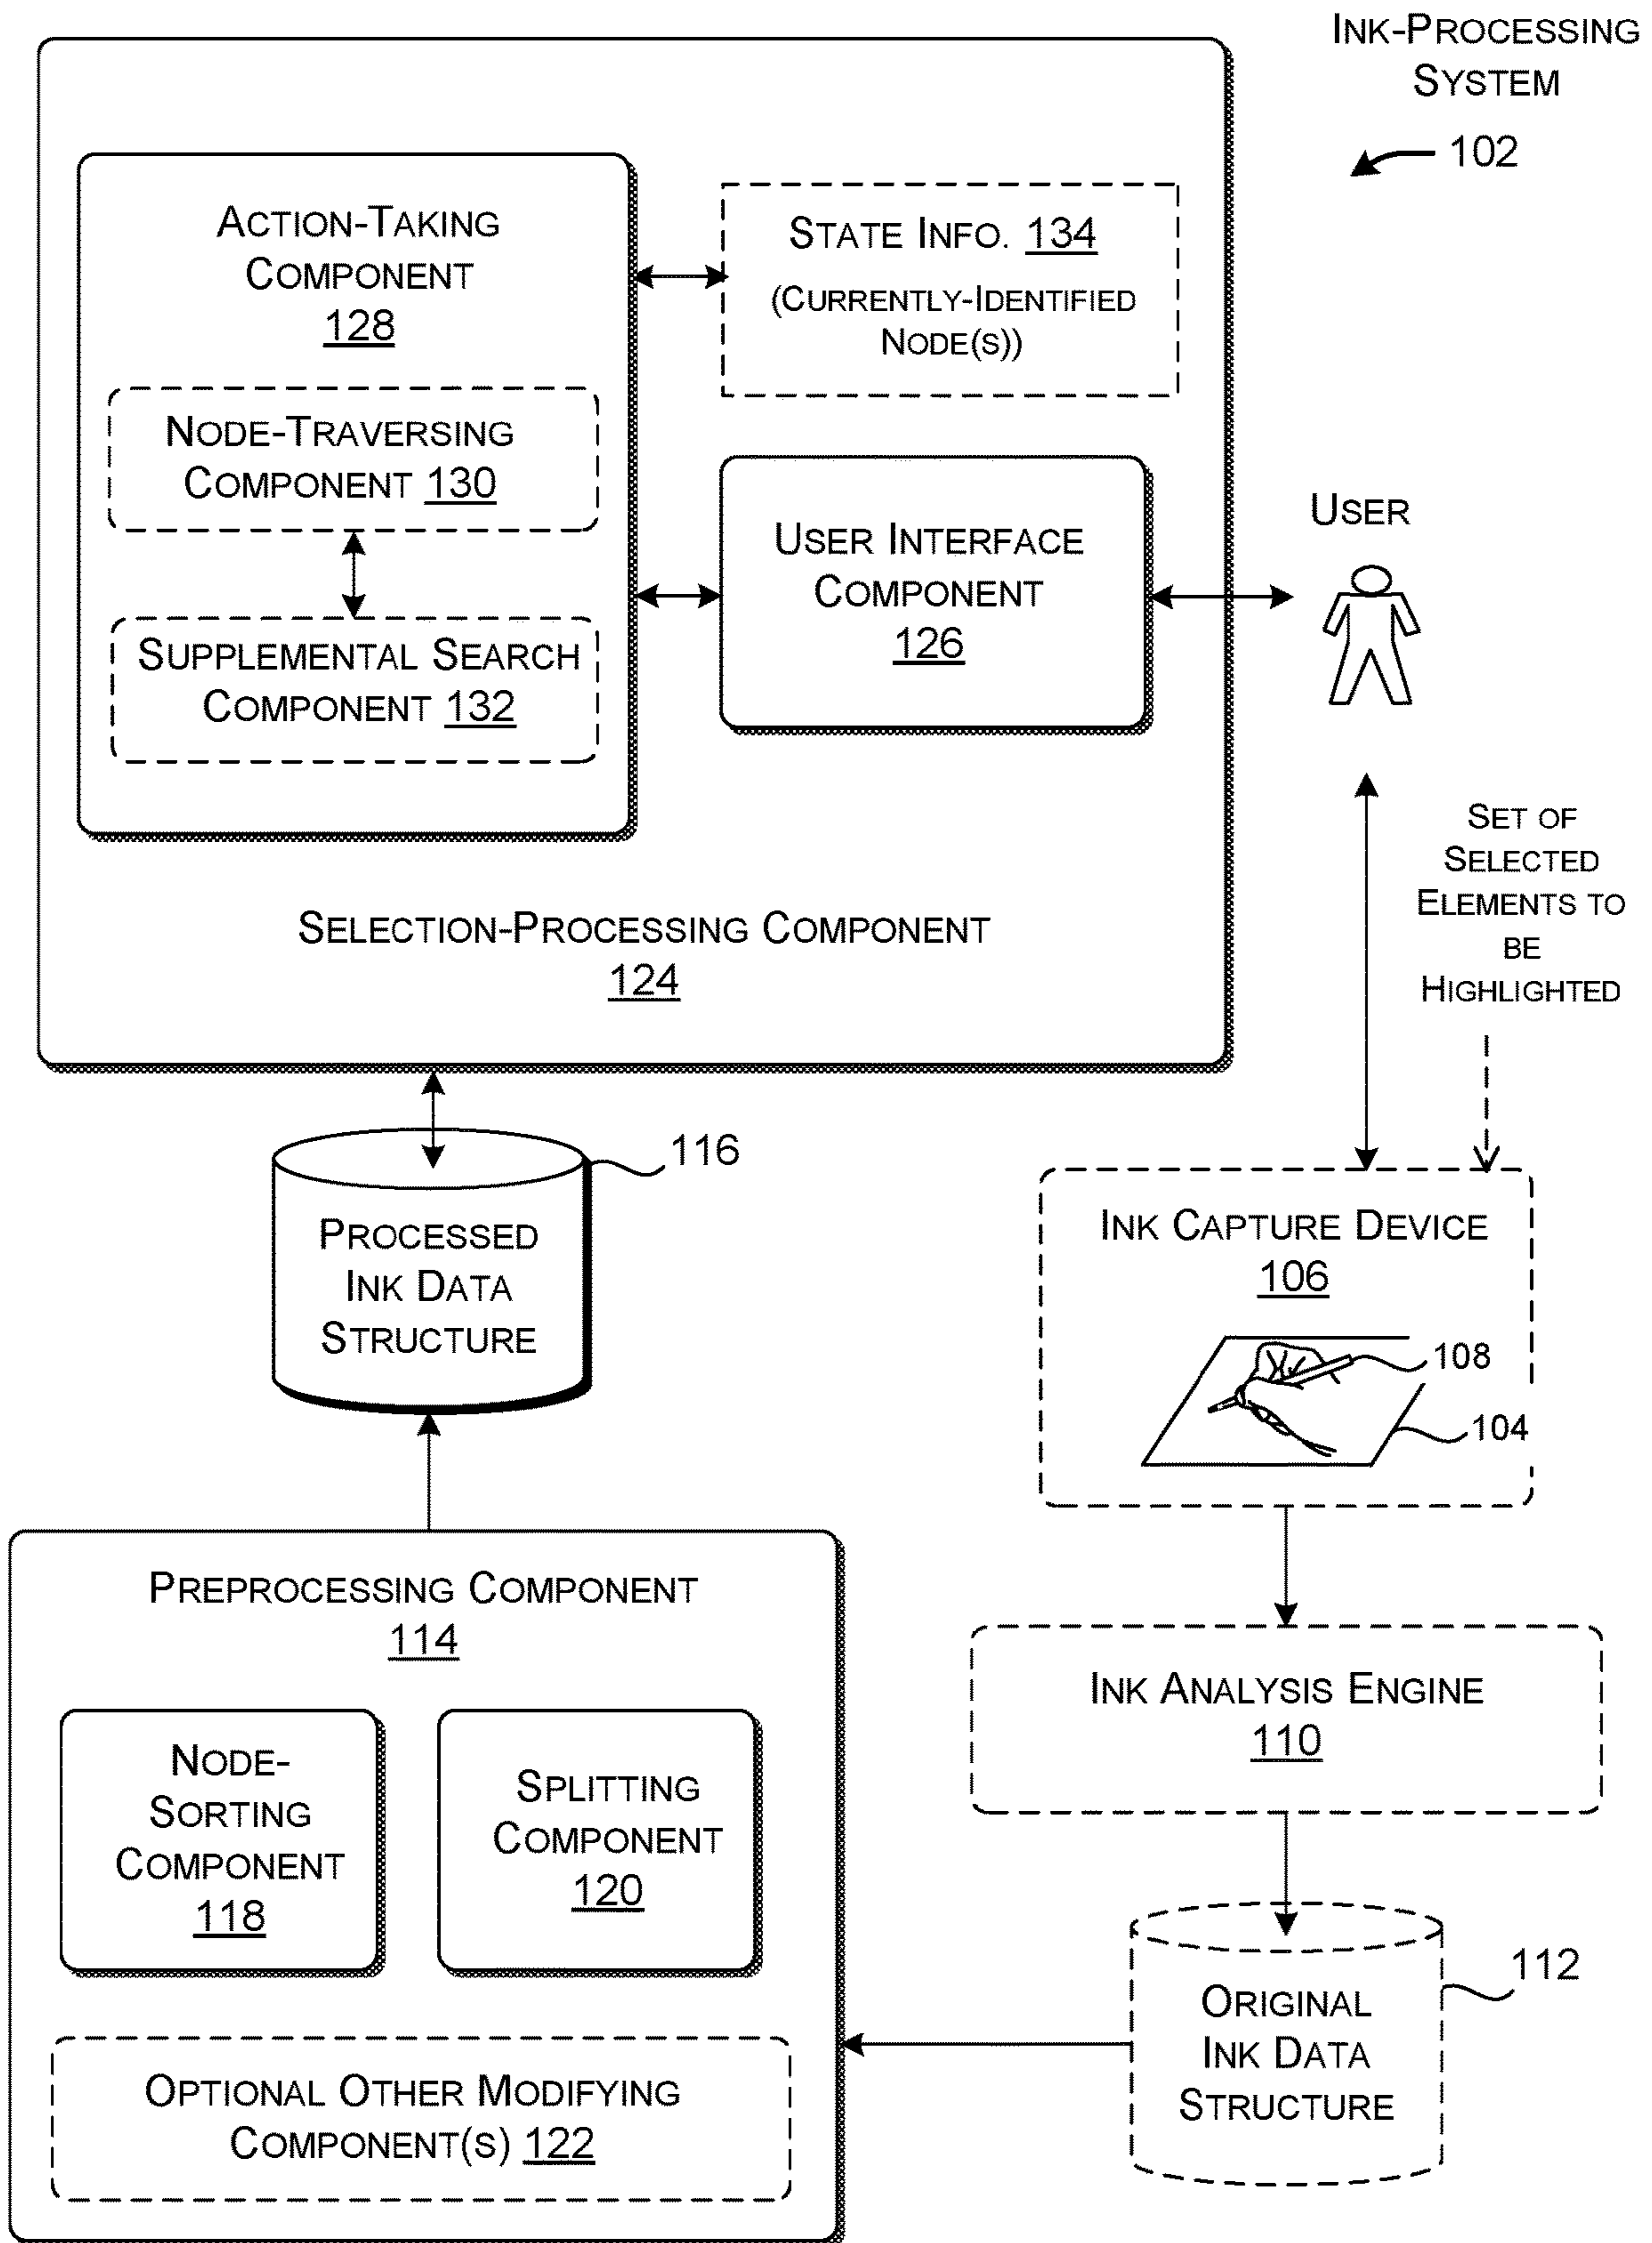 INK-PROCESSING
SYSTEM
102
ACTION-TAKING
COMPONENT
128
STATE INFO. 134
(CURRENTLY-IDENTIFIED
NODE(S))
NODE-TRAVERSING
COMPONENT 130
SUPPLEMENTAL SEARCH
COMPONENT 132
USER INTERFACE
COMPONENT
126
USER
SELECTION-PROCESSING COMPONENT
124
SET OF
SELECTED
ELEMENTS TO
BE
HIGHLIGHTED
116
PROCESSED
INK DATA
STRUCTURE
INK CAPTURE DEVICE
106
108
104
PREPROCESSING COMPONENT
114
NODE-
SORTING
COMPONENT
118
SPLITTING
COMPONENT
120
OPTIONAL OTHER MODIFYING
COMPONENT(S) 122
INK ANALYSIS ENGINE
110
112
ORIGINAL
INK DATA
STRUCTURE